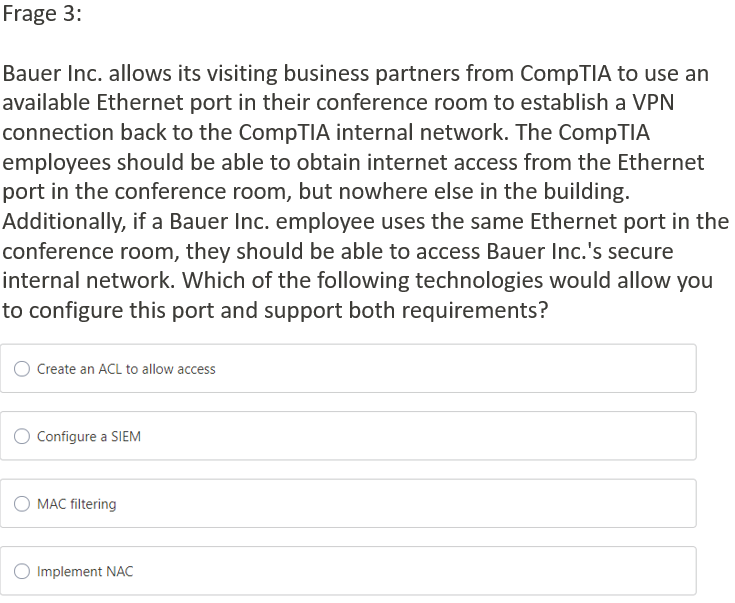 Frage 3:
Bauer Inc. allows its visiting business partners from CompTIA to use an
available Ethernet port in their conference room to establish a VPN
connection back to the CompTIA internal network. The CompTIA
employees should be able to obtain internet access from the Ethernet
port in the conference room, but nowhere else in the building.
Additionally, if a Bauer Inc. employee uses the same Ethernet port in the
conference room, they should be able to access Bauer Inc.'s secure
internal network. Which of the following technologies would allow you
to configure this port and support both requirements?
Create an ACL to allow access
Configure a SIEM
MAC filtering
Implement NAC